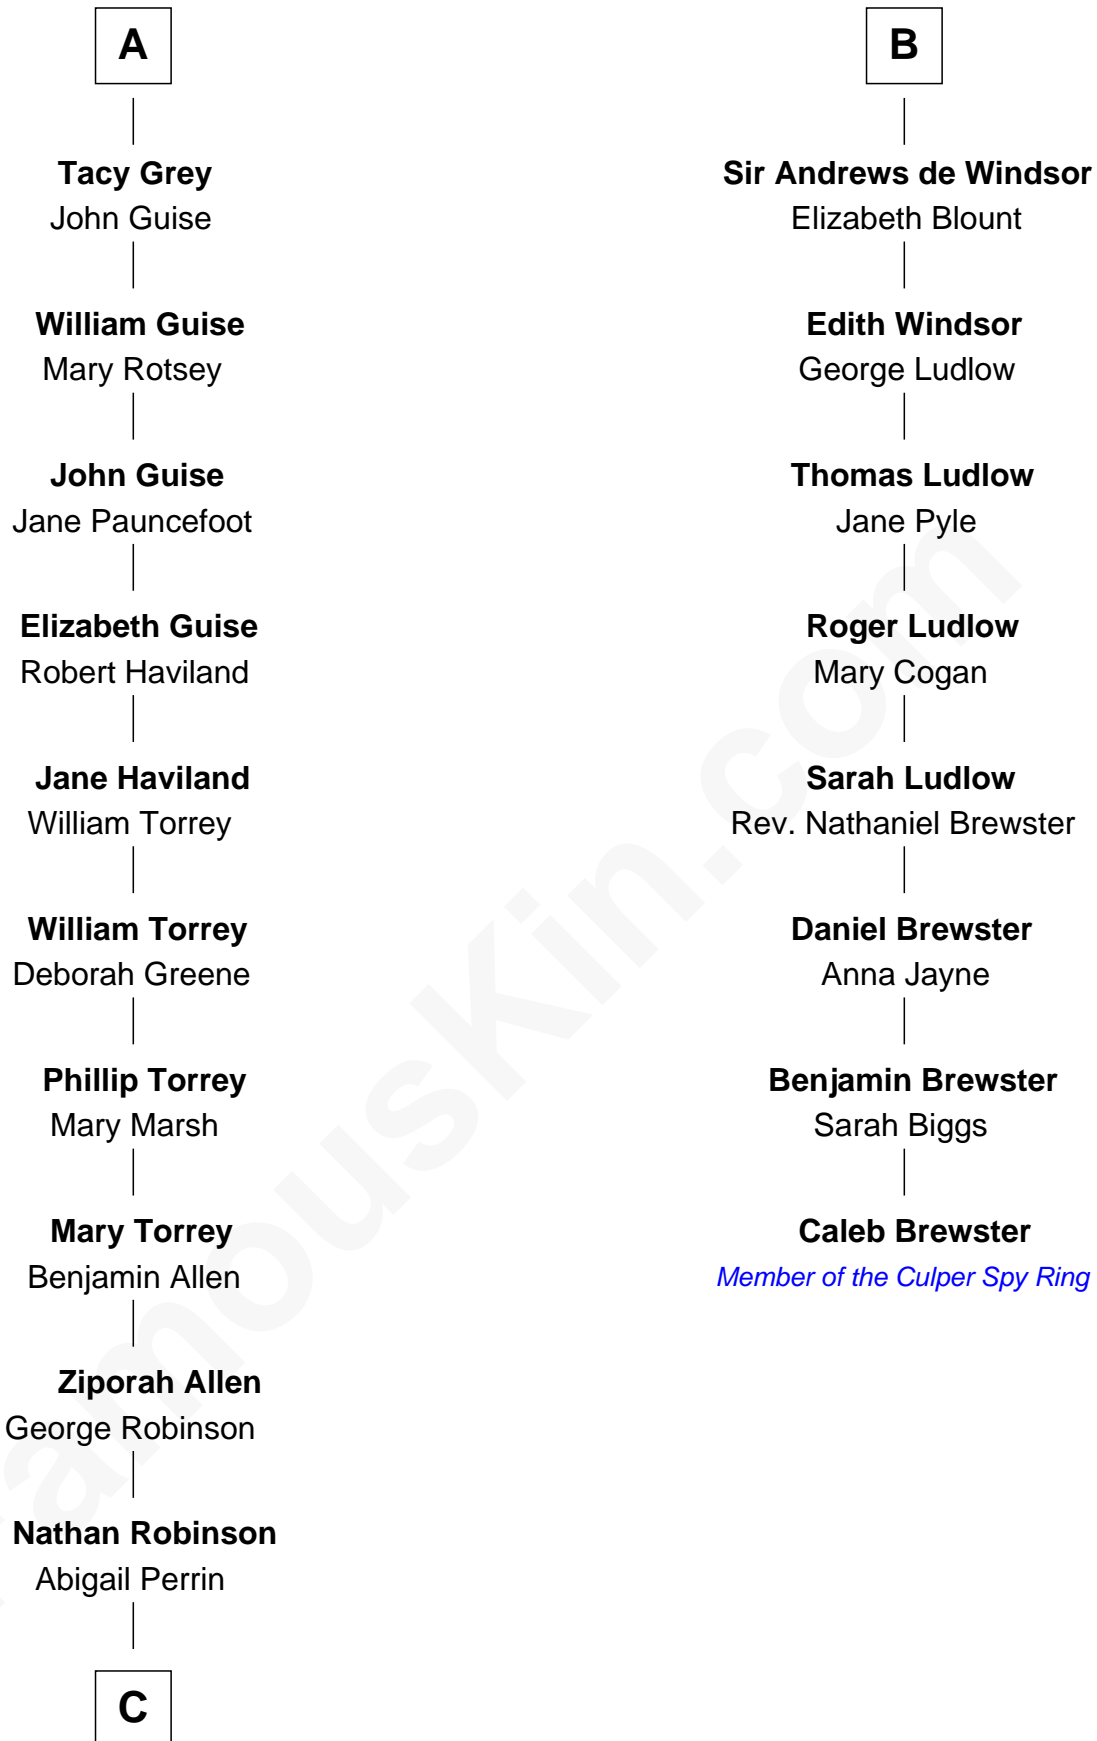 A
Tacy Grey
John Guise
William Guise
Mary Rotsey
John Guise
Jane Pauncefoot
Elizabeth Guise
Robert Haviland
Jane Haviland
William Torrey
William Torrey
Deborah Greene
Phillip Torrey
Mary Marsh
Mary Torrey
Benjamin Allen
Ziporah Allen
George Robinson
Nathan Robinson
Abigail Perrin
C
B
Sir Andrews de Windsor
Elizabeth Blount
Edith Windsor
George Ludlow
Thomas Ludlow
Jane Pyle
Roger Ludlow
Mary Cogan
Sarah Ludlow
Rev. Nathaniel Brewster
Daniel Brewster
Anna Jayne
Benjamin Brewster
Sarah Biggs
Caleb Brewster
Member of the Culper Spy Ring
FamousKin.com